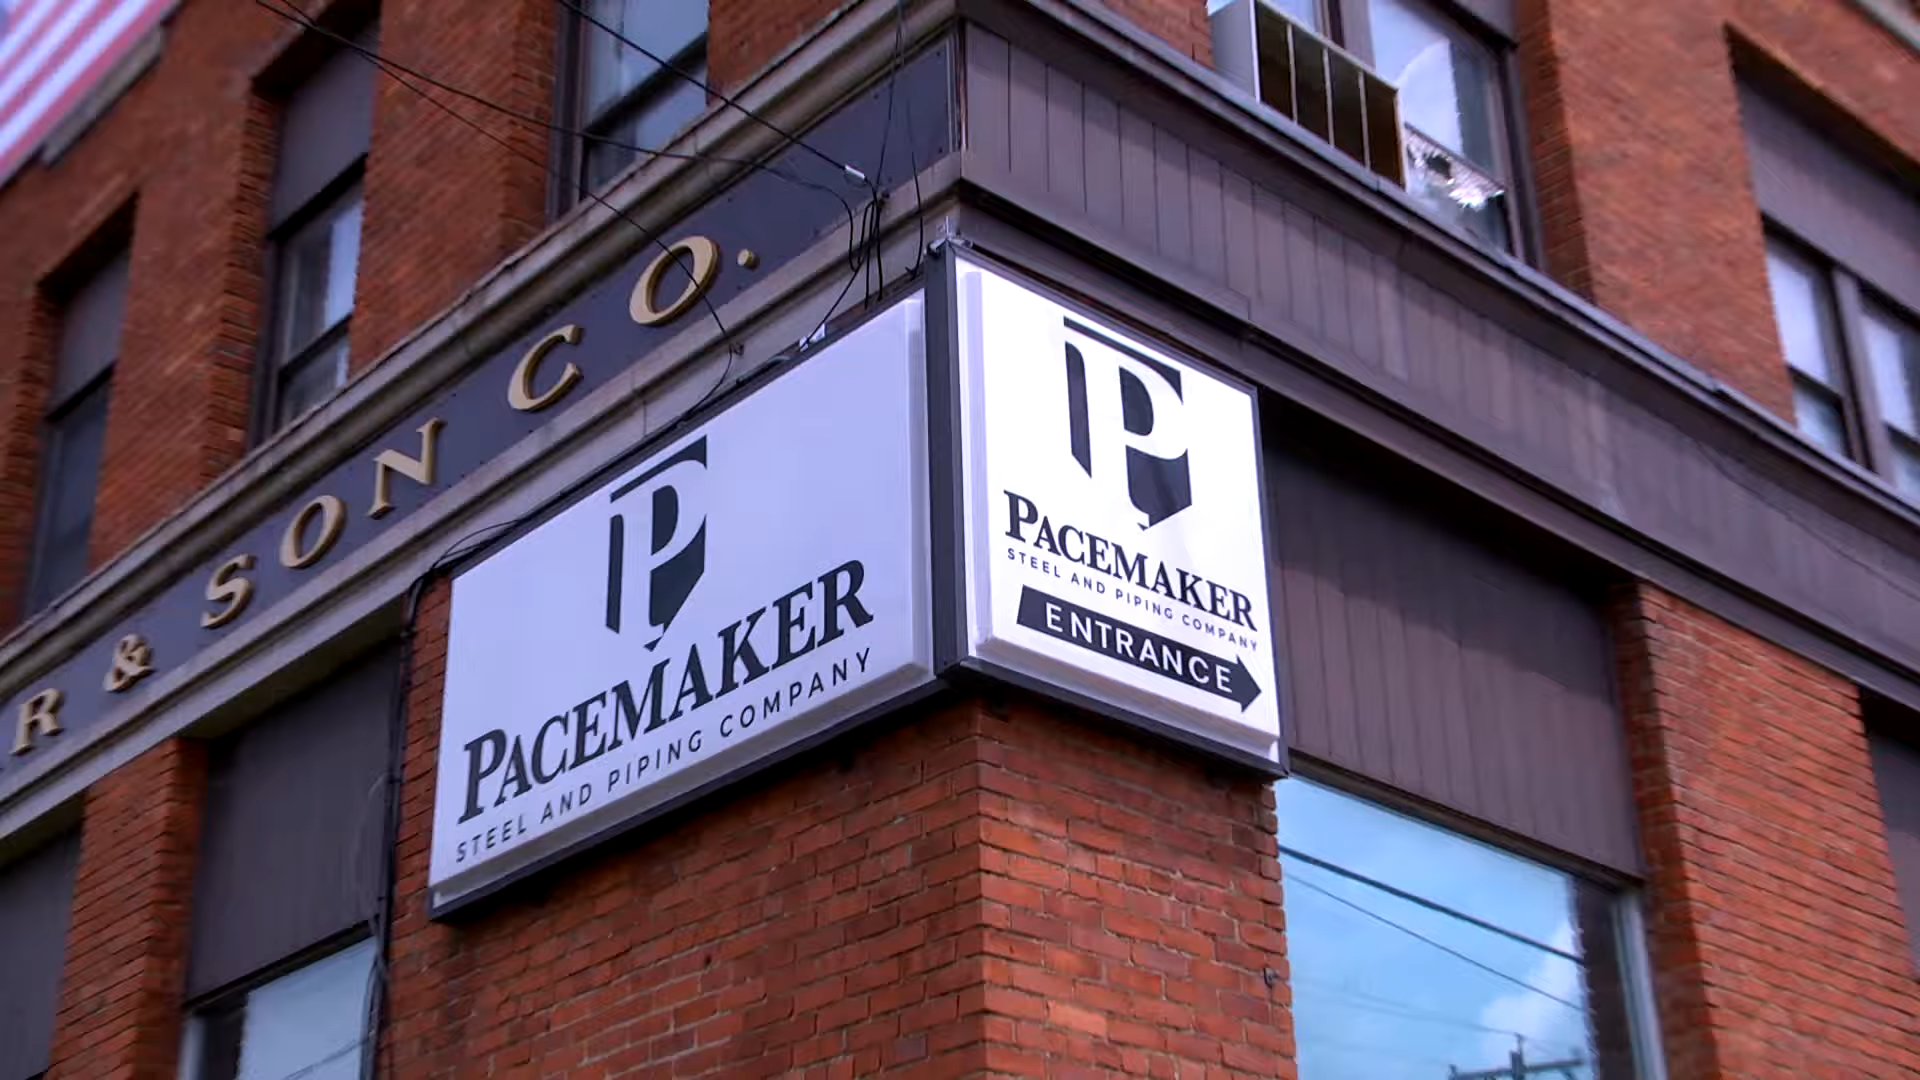 R & SON CO.
P
PACEMAKER
STEEL AND PIPING COMPANY
P
PACEMAKER
STEEL AND PIPING COMPANY
ENTRANCE